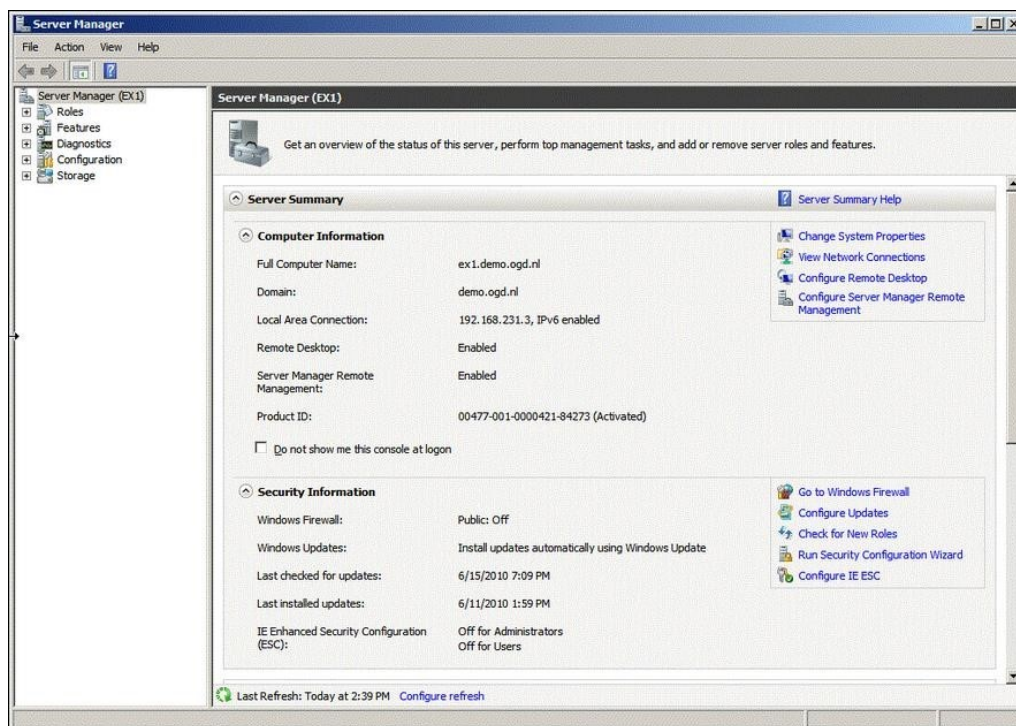 Server Manager
File Action View Help
Server Manager (EX1)
Roles
Features
Diagnostics
Configuration
Storage
Server Manager (EX1)
Get an overview of the status of this server, perform top management tasks, and add or remove server roles and features.
Server Summary
Server Summary Help
Computer Information
Full Computer Name: ex1.demo.ogd.nl
Domain: demo.ogd.nl
Local Area Connection: 192.168.231.3, IPv6 enabled
Remote Desktop: Enabled
Server Manager Remote Enabled
Management:
Product ID: 00477-001-0000421-84273 (Activated)
Do not show me this console at logon
Change System Properties
View Network Connections
Configure Remote Desktop
Configure Server Manager Remote
Management
Security Information
Windows Firewall: Public: Off
Windows Updates: Install updates automatically using Windows Update
Last checked for updates: 6/15/2010 7:09 PM
Last installed updates: 6/11/2010 1:59 PM
IE Enhanced Security Configuration Off for Administrators
(ESC): Off for Users
Go to Windows Firewall
Configure Updates
Check for New Roles
Run Security Configuration Wizard
Configure IE ESC
Last Refresh: Today at 2:39 PM Configure refresh